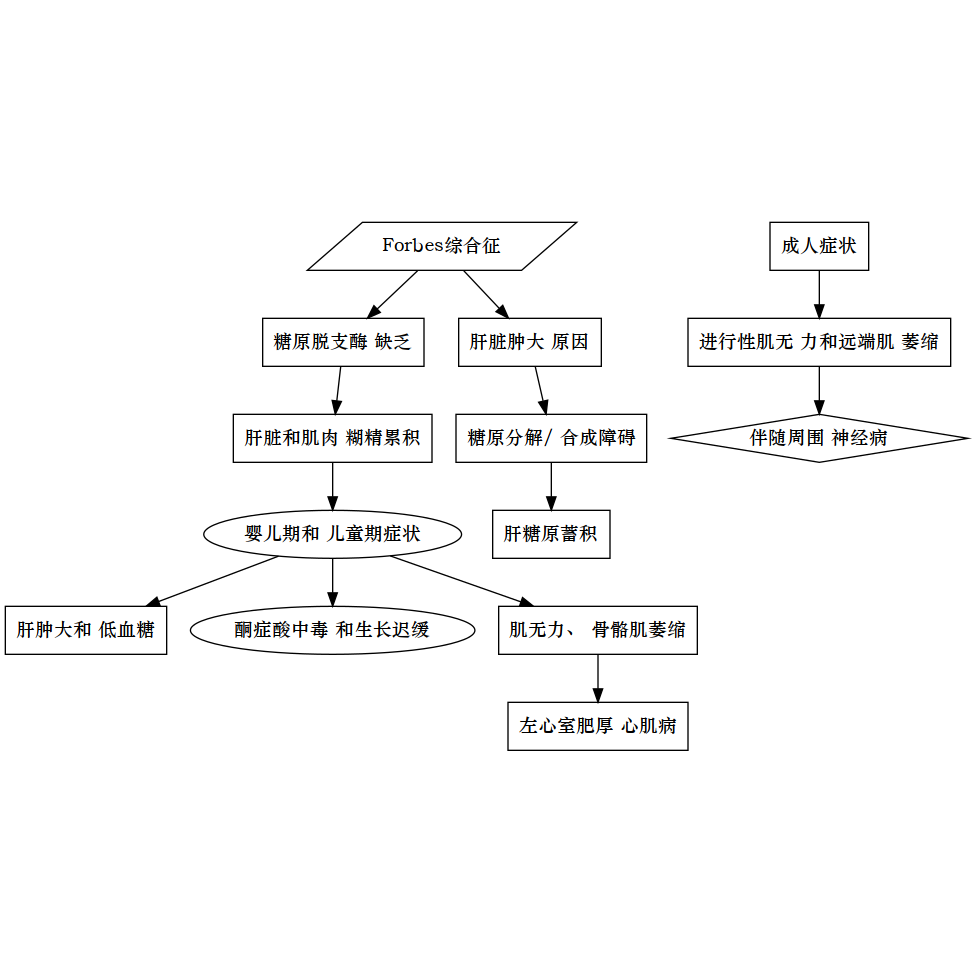 Forbes综合征
成人症状
糖原脱支酶 缺乏
肝脏肿大 原因
进行性肌无 力和远端肌 萎缩
肝脏和肌肉 糊精累积
糖原分解/ 合成障碍
伴随周围 神经病
婴儿期和 儿童期症状
肝糖原蓄积
肝肿大和 低血糖
酮症酸中毒 和生长迟缓
肌无力、 骨骼肌萎缩
左心室肥厚 心肌病